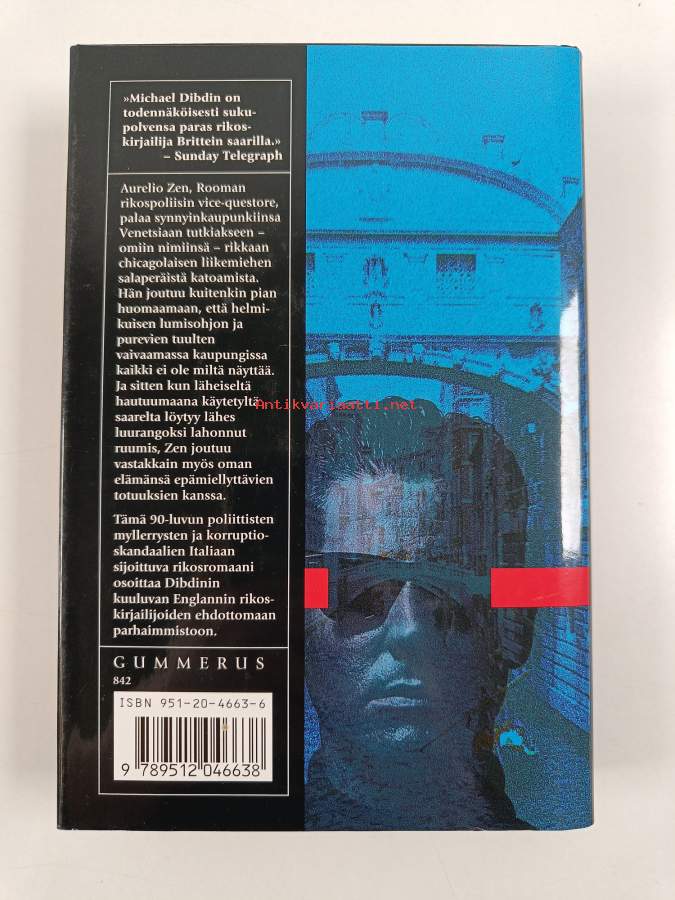 »Michael Dibdin on
todennäköisesti suku-
polvensa paras rikos-
kirjailija Brittein saarilla.»
– Sunday Telegraph
Aurelio Zen, Rooman
rikospoliisin vice-questore,
palaa synnyinkaupunkiinsa
Venetsiaan tutkiakseen –
omiin nimiinsä – rikkaan
chicagolaisen liikemiehen
salaperäistä katoamista.
Hän joutuu kuitenkin pian
huomaamaan, että helmi-
kuisen lumisohjon ja
purevien tuulten
vaivaamassa kaupungissa
kaikki ei ole miltä näyttää.
Ja sitten kun läheiseltä
hautuumaana käytetyltä
saarelta löytyy lähes
luurangoksi lahonnut
ruumis, Zen joutuu
vastakkain myös oman
elämänsä epämiellyttävien
totuuksien kanssa.
Tämä 90-luvun poliittisten
myllerrysten ja korruptio-
skandaalien Italiaan
sijoittuva rikosromaani
osoittaa Dibdinin
kuuluvan Englannin rikos-
kirjailijoiden ehdottomaan
parhaimmistoon.
GUMMERUS
842
ISBN 951-20-4663-6
9 789512 046638
Antikvariaatti.net